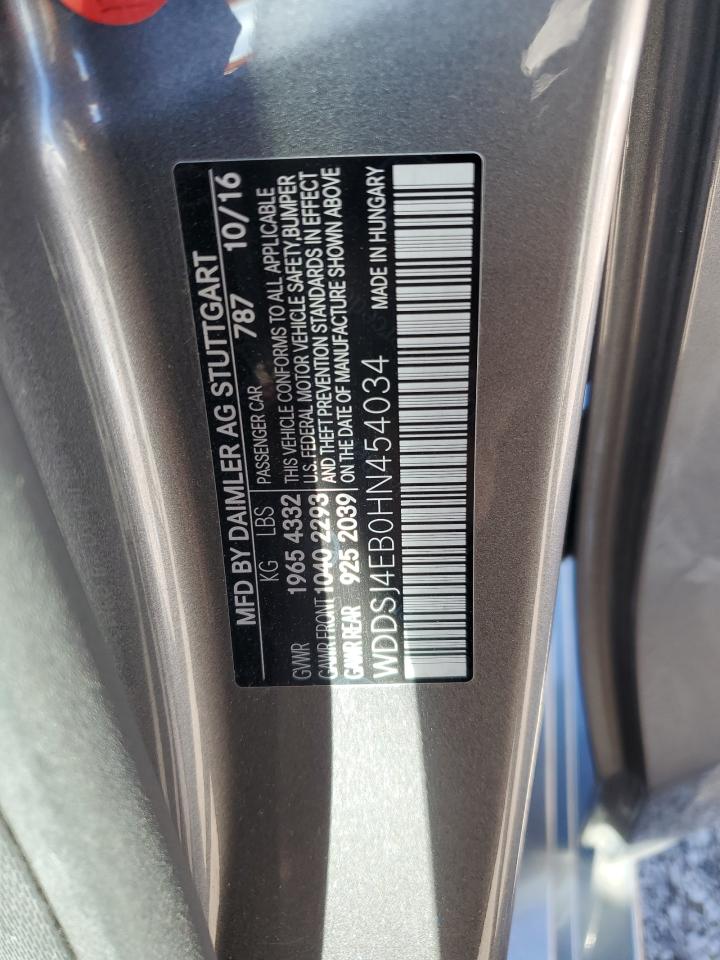 MFD BY DAIMLER AG STUTTGART
787 10/16
KG LBS PASSENGER CAR
GVWR 1965 4332 THIS VEHICLE CONFORMS TO ALL APPLICABLE
U.S. FEDERAL MOTOR VEHICLE SAFETY,BUMPER
GAWR FRONT 1040 2293 AND THEFT PREVENTION STANDARDS IN EFFECT
GAWR REAR 925 2039 ON THE DATE OF MANUFACTURE SHOWN ABOVE
WDDSJ4EB0HN454034 MADE IN HUNGARY